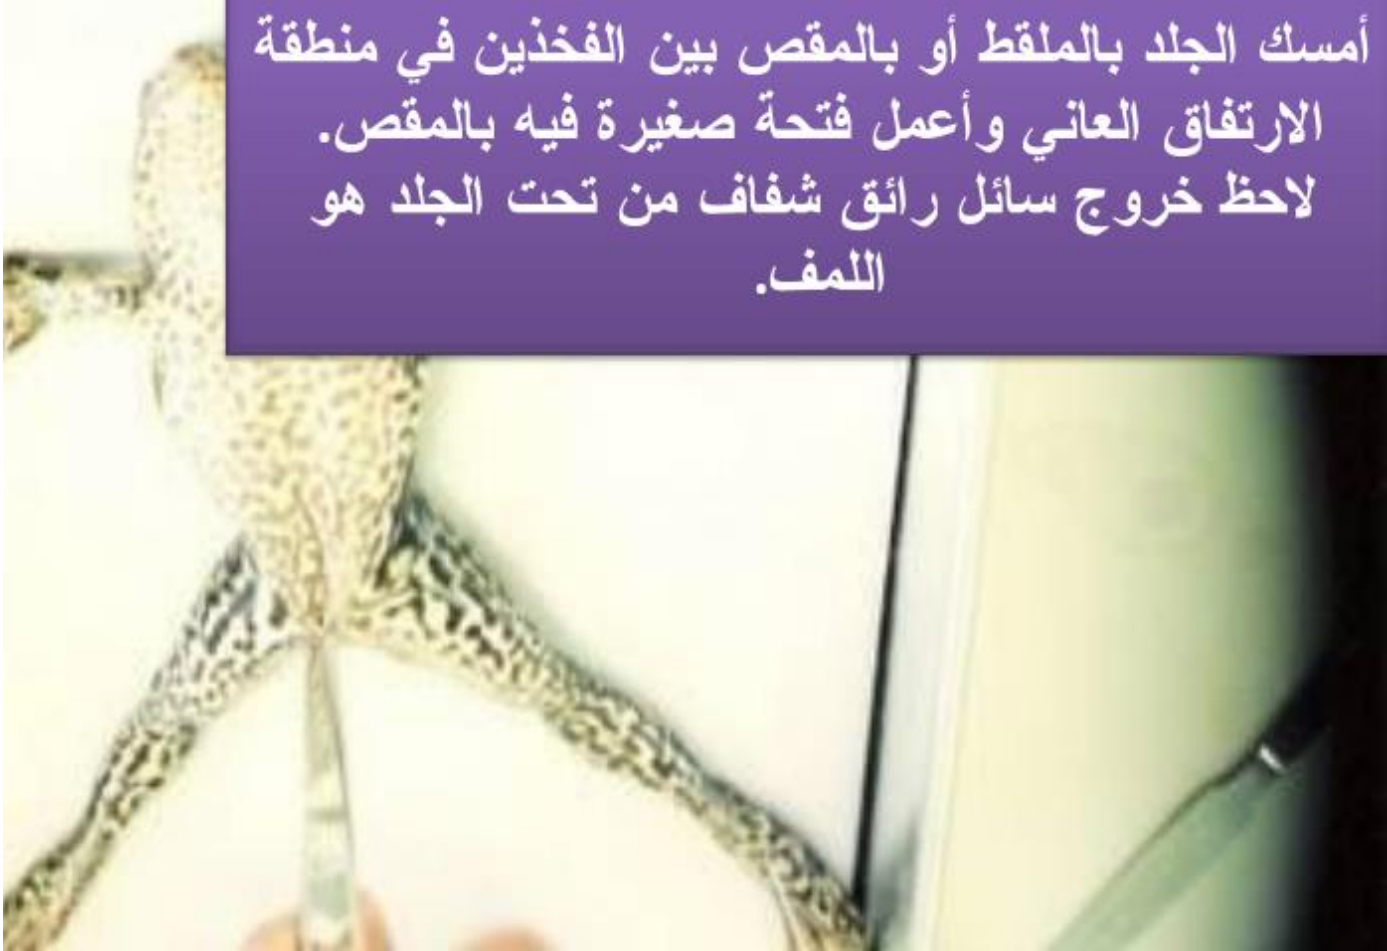 أمسك الجلد بالملقط أو بالمقص بين الفخذين في منطقة
الارتفاق العاني وأعمل فتحة صغيرة فيه بالمقص.
لاحظ خروج سائل رائق شفاف من تحت الجلد هو
اللمف.